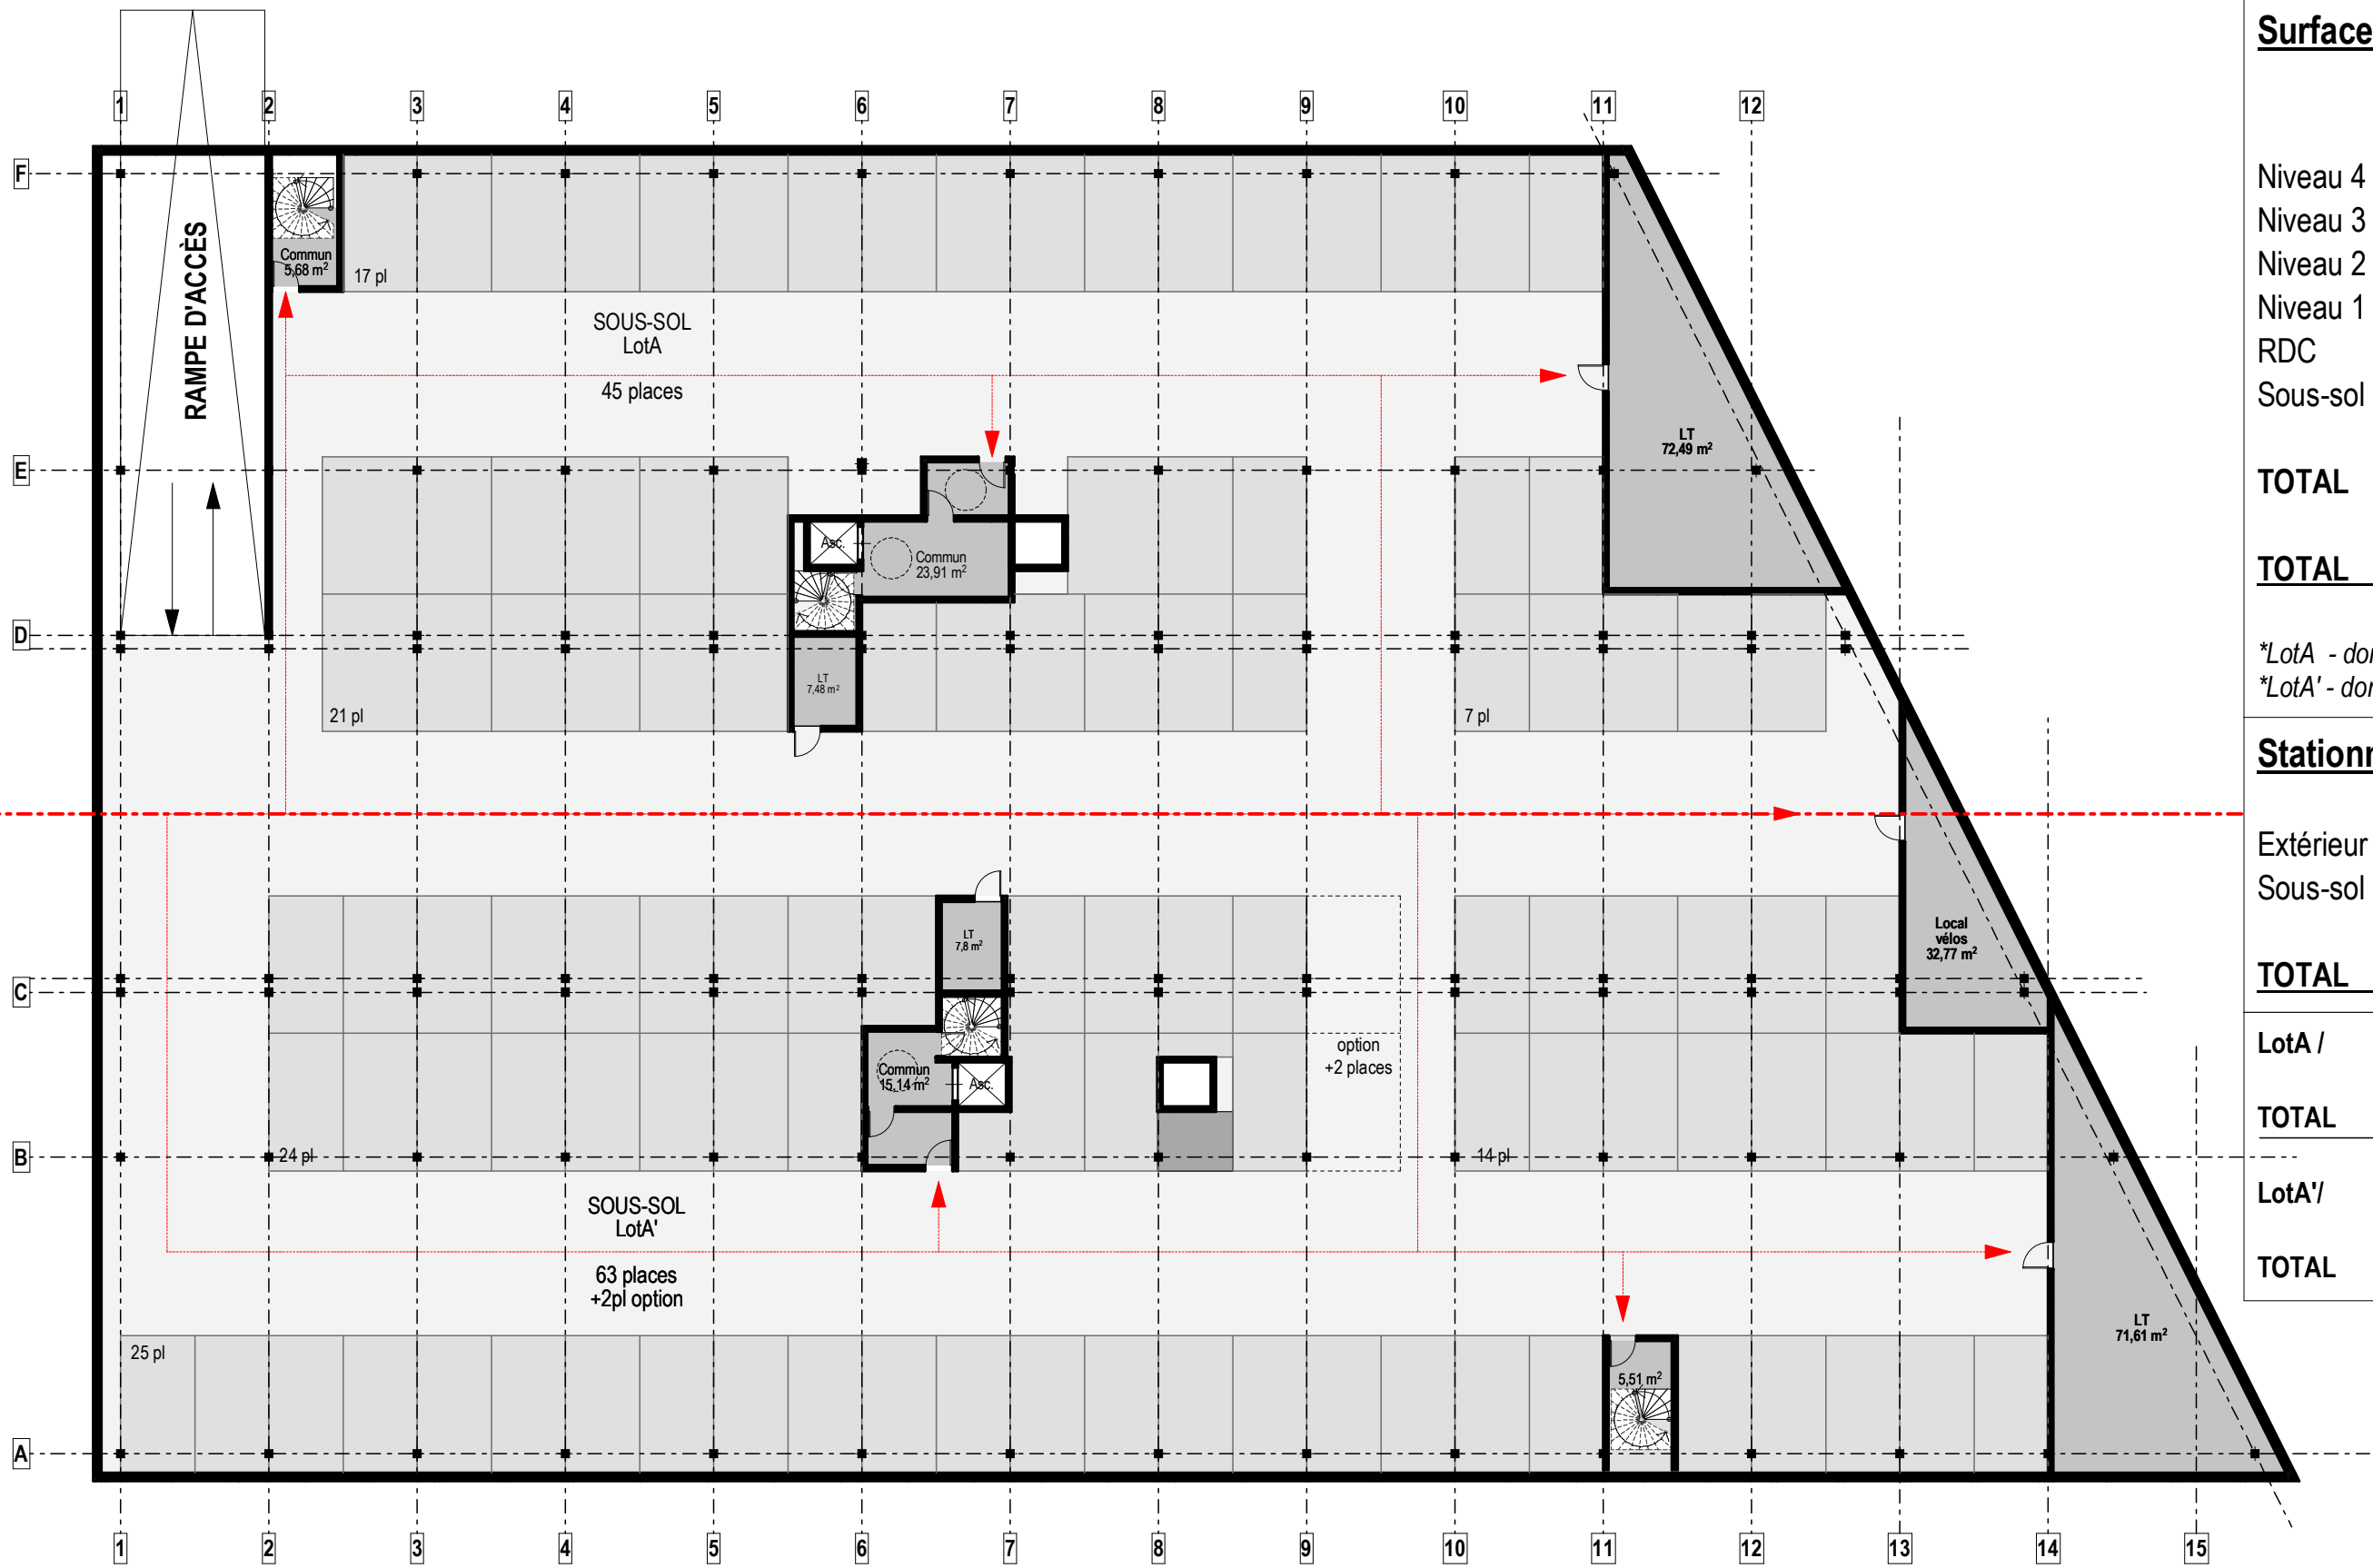 1 2 3 4 5 6 7 8 9 10 11 12
F
Commun
5,68 m²
17 pl
RAMPE D'ACCÈS
SOUS-SOL
LotA
45 places
LT
72,49 m²
E
Asc.
Commun
23,91 m²
D
LT
7,48 m²
21 pl
7 pl
LT
7,8 m²
Local
vélos
32,77 m²
C
option
+2 places
Commun
15,14 m²
Asc.
B
24 pl
14 pl
SOUS-SOL
LotA'
63 places
+2pl option
LT
71,61 m²
25 pl
5,51 m²
A
1 2 3 4 5 6 7 8 9 10 11 12 13 14 15
Surface
Niveau 4
Niveau 3
Niveau 2
Niveau 1
RDC
Sous-sol
TOTAL
TOTAL
*LotA - don
*LotA' - don
Stationn
Extérieur
Sous-sol
TOTAL
LotA /
TOTAL
LotA'/
TOTAL